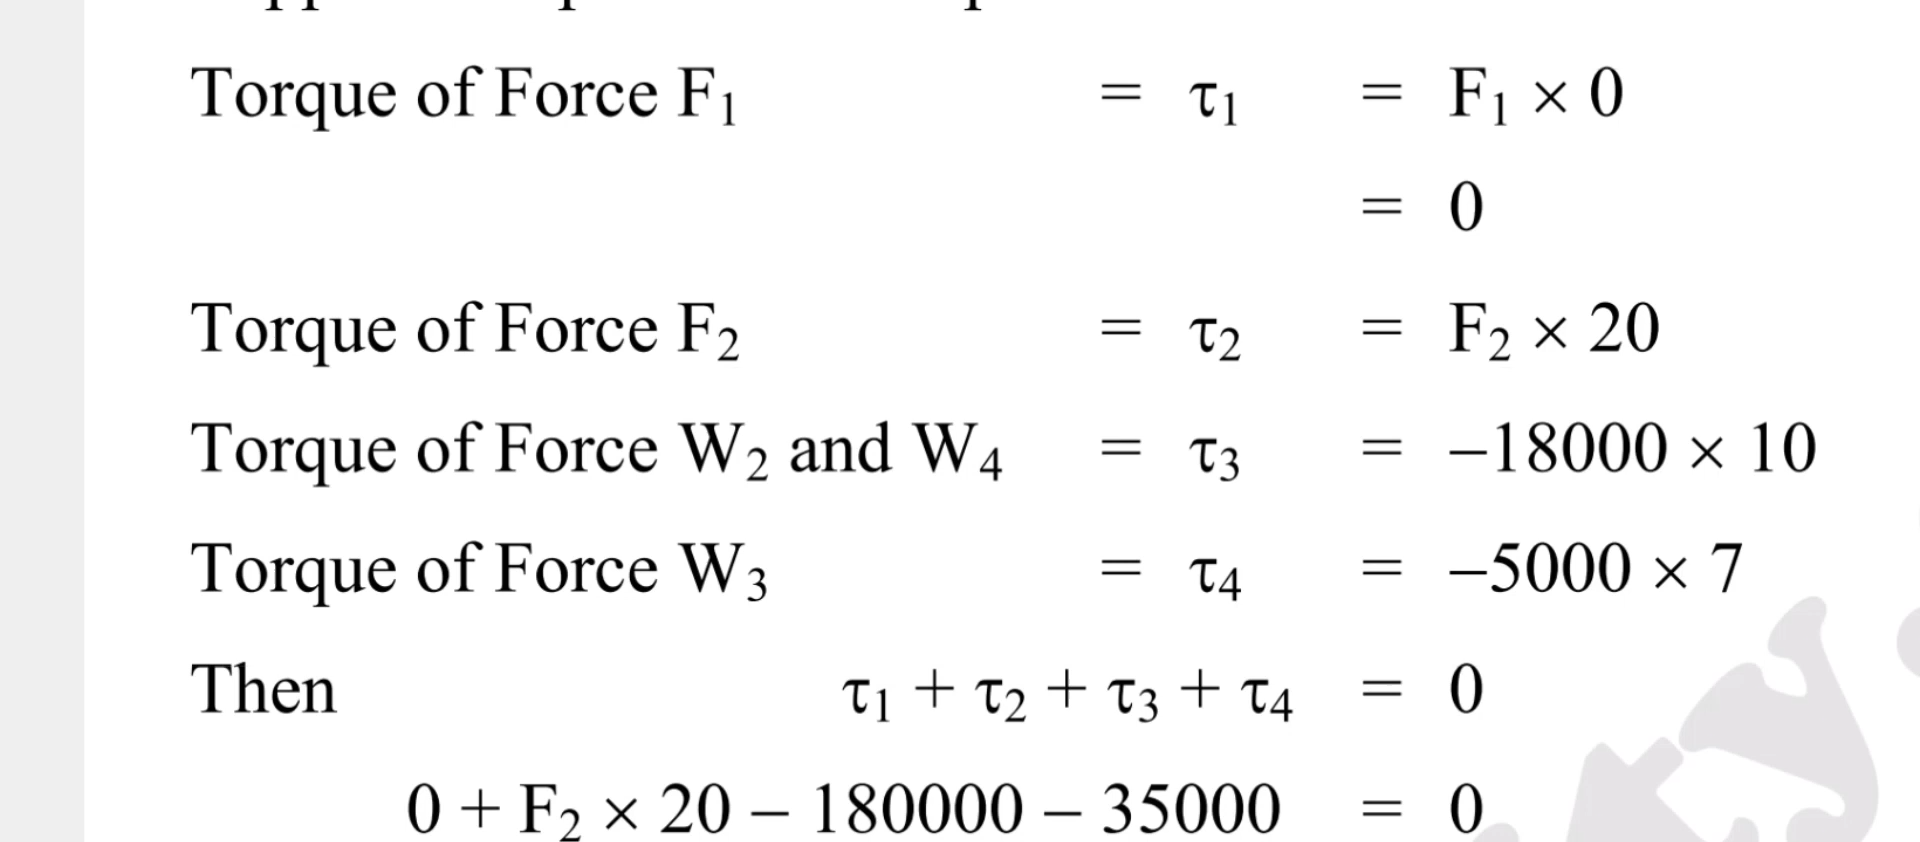 Torque of Force F₁ = τ₁ = F₁ × 0
= 0
Torque of Force F₂ = τ₂ = F₂ × 20
Torque of Force W₂ and W₄ = τ₃ = –18000 × 10
Torque of Force W₃ = τ₄ = –5000 × 7
Then τ₁ + τ₂ + τ₃ + τ₄ = 0
0 + F₂ × 20 – 180000 – 35000 = 0